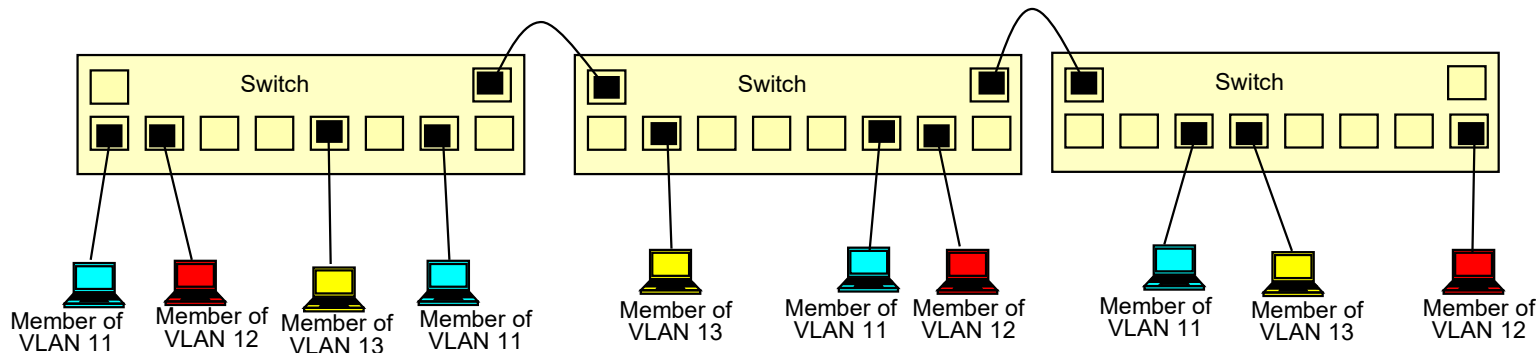 Switch
Switch
Switch
Member of
VLAN 11
Member of
VLAN 12
Member of
VLAN 13
Member of
VLAN 11
Member of
VLAN 13
Member of
VLAN 11
Member of
VLAN 12
Member of
VLAN 11
Member of
VLAN 13
Member of
VLAN 12